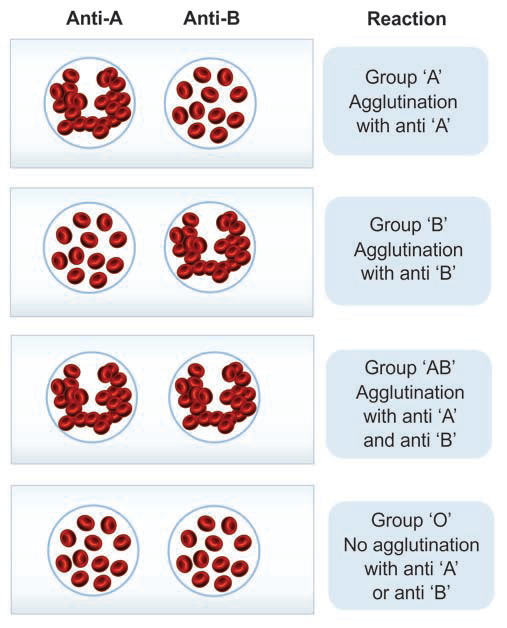 Anti-A Anti-B Reaction
Group ‘A’
Agglutination
with anti ‘A’
Group ‘B’
Agglutination
with anti ‘B’
Group ‘AB’
Agglutination
with anti ‘A’
and anti ‘B’
Group ‘O’
No agglutination
with anti ‘A’
or anti ‘B’